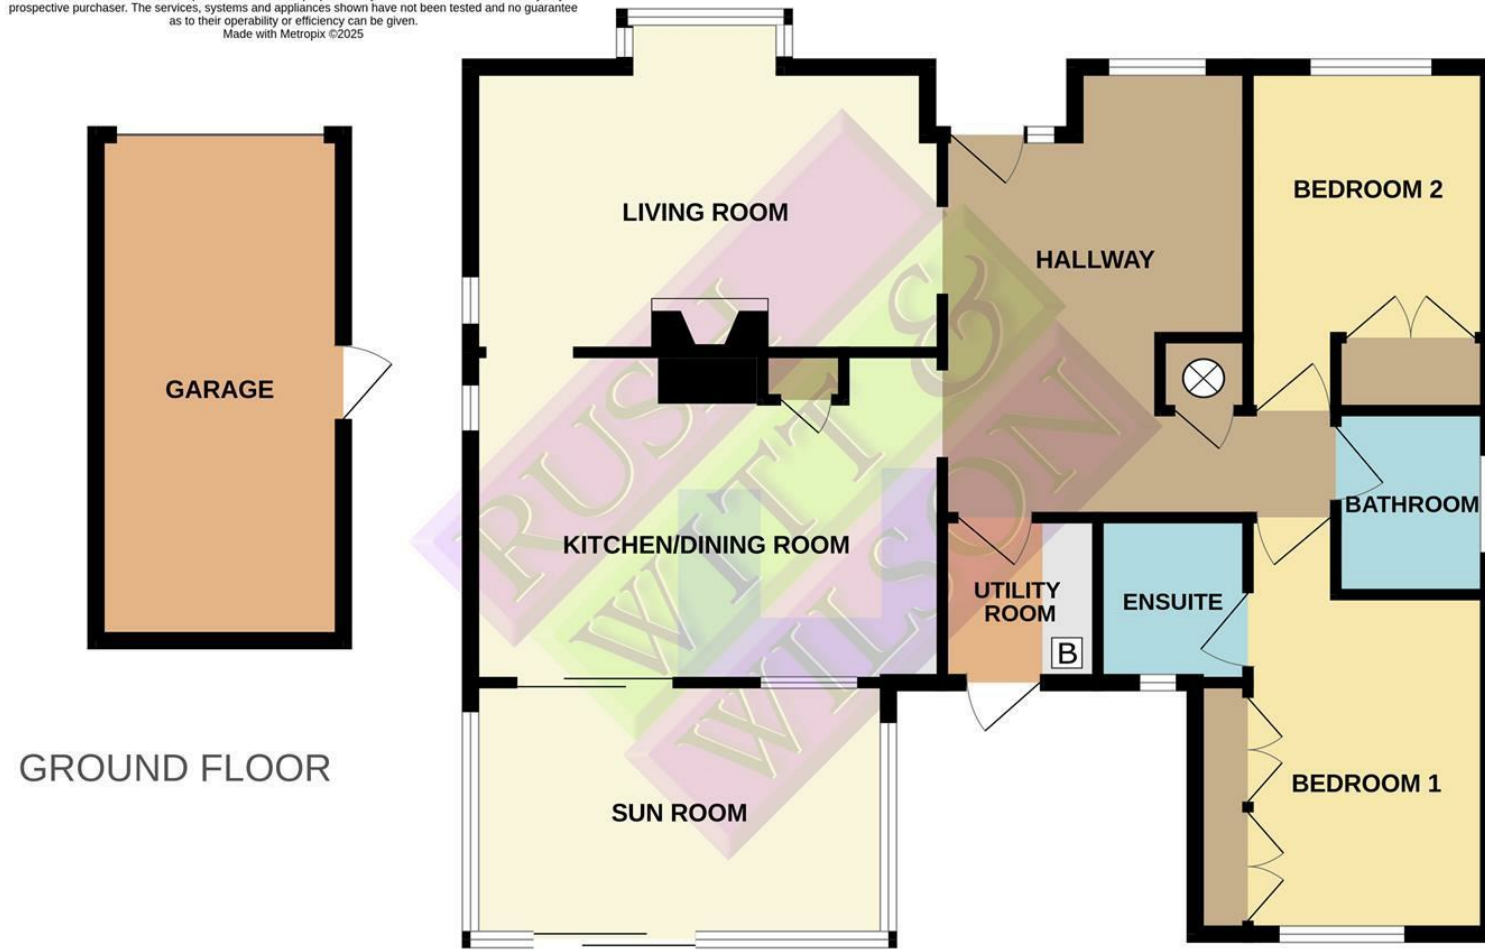 prospective purchaser. The services, systems and appliances shown have not been tested and no guarantee
as to their operability or efficiency can be given.
Made with Metropix ©2025
LIVING ROOM
BEDROOM 2
HALLWAY
GARAGE
BATHROOM
KITCHEN/DINING ROOM
UTILITY
ROOM
ENSUITE
B
GROUND FLOOR
BEDROOM 1
SUN ROOM
RUSH
WITT &
WILSON